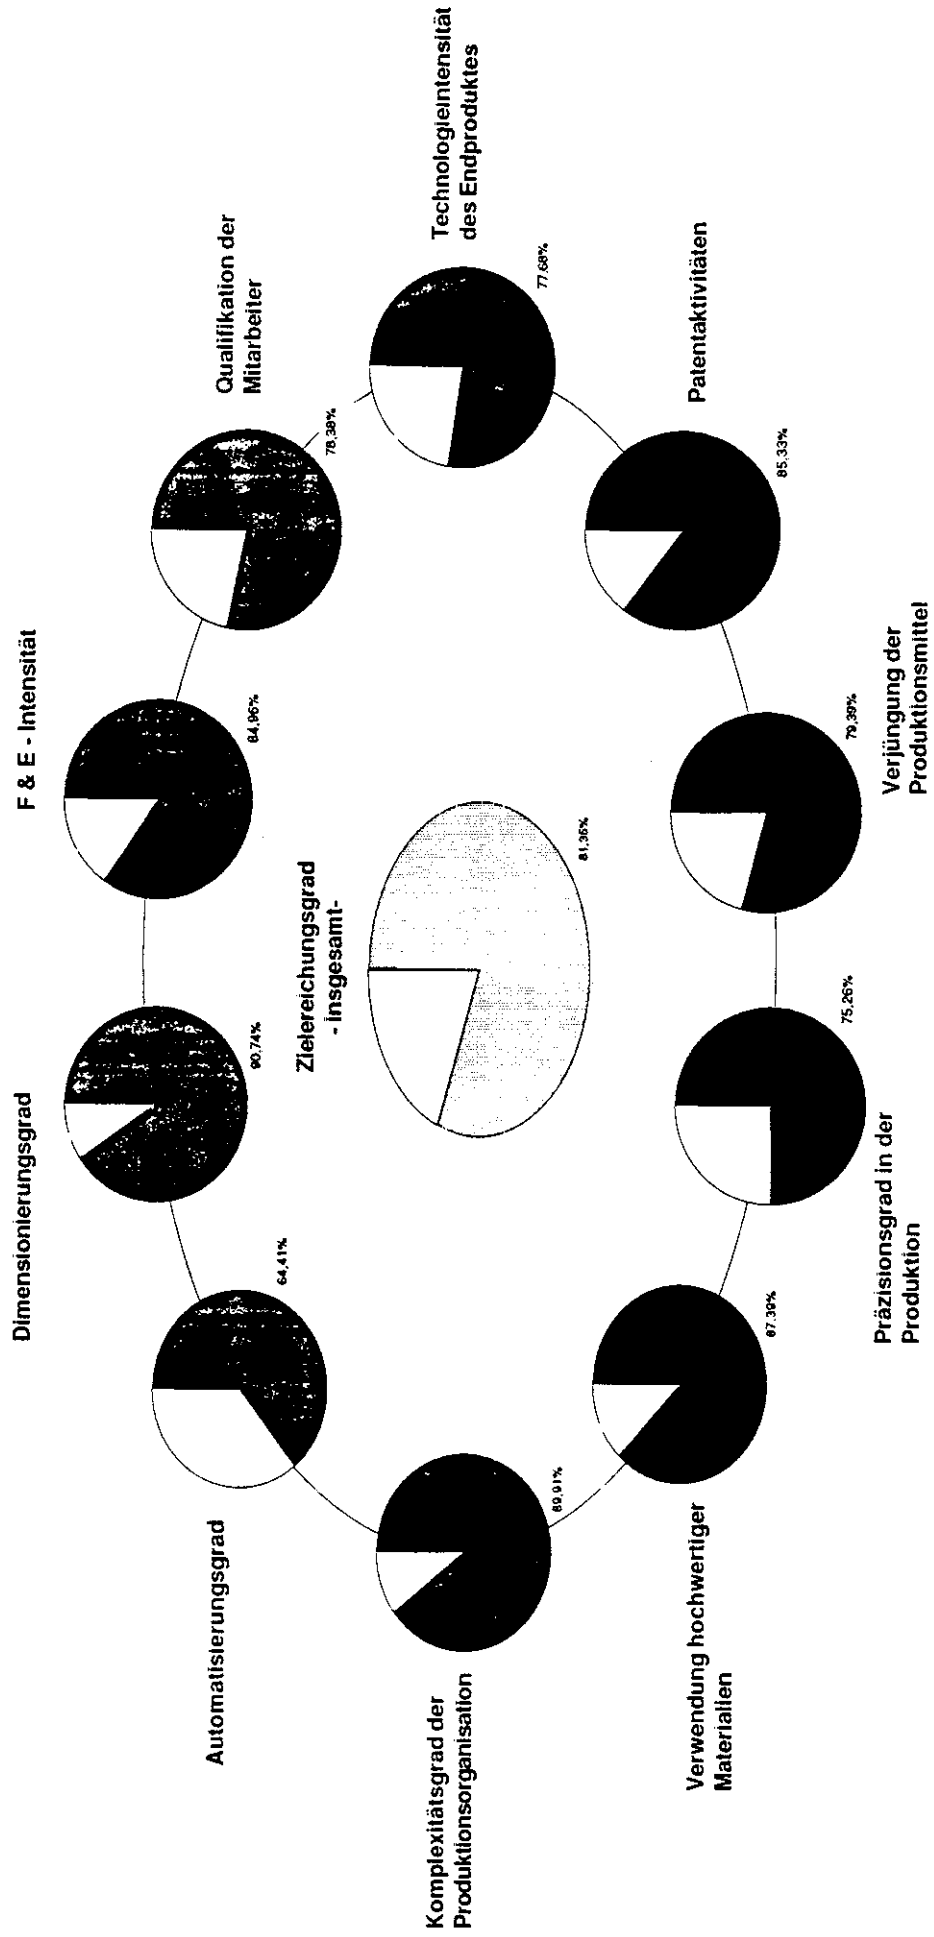 Dimensionierungsgrad
F & E - Intensität
Automatisierungsgrad
Qualifikation der
Mitarbeiter
90,74%
84,96%
64,41%
78,38%
Zielereichungsgrad
- insgesamt-
Komplexitätsgrad der
Produktionsorganisation
Technologieintensität
des Endproduktes
89,91%
81,35%
77,68%
Verwendung hochwertiger
Materialien
Patentaktivitäten
87,39%
85,33%
75,26%
79,39%
Präzisionsgrad in der
Produktion
Verjüngung der
Produktionsmittel